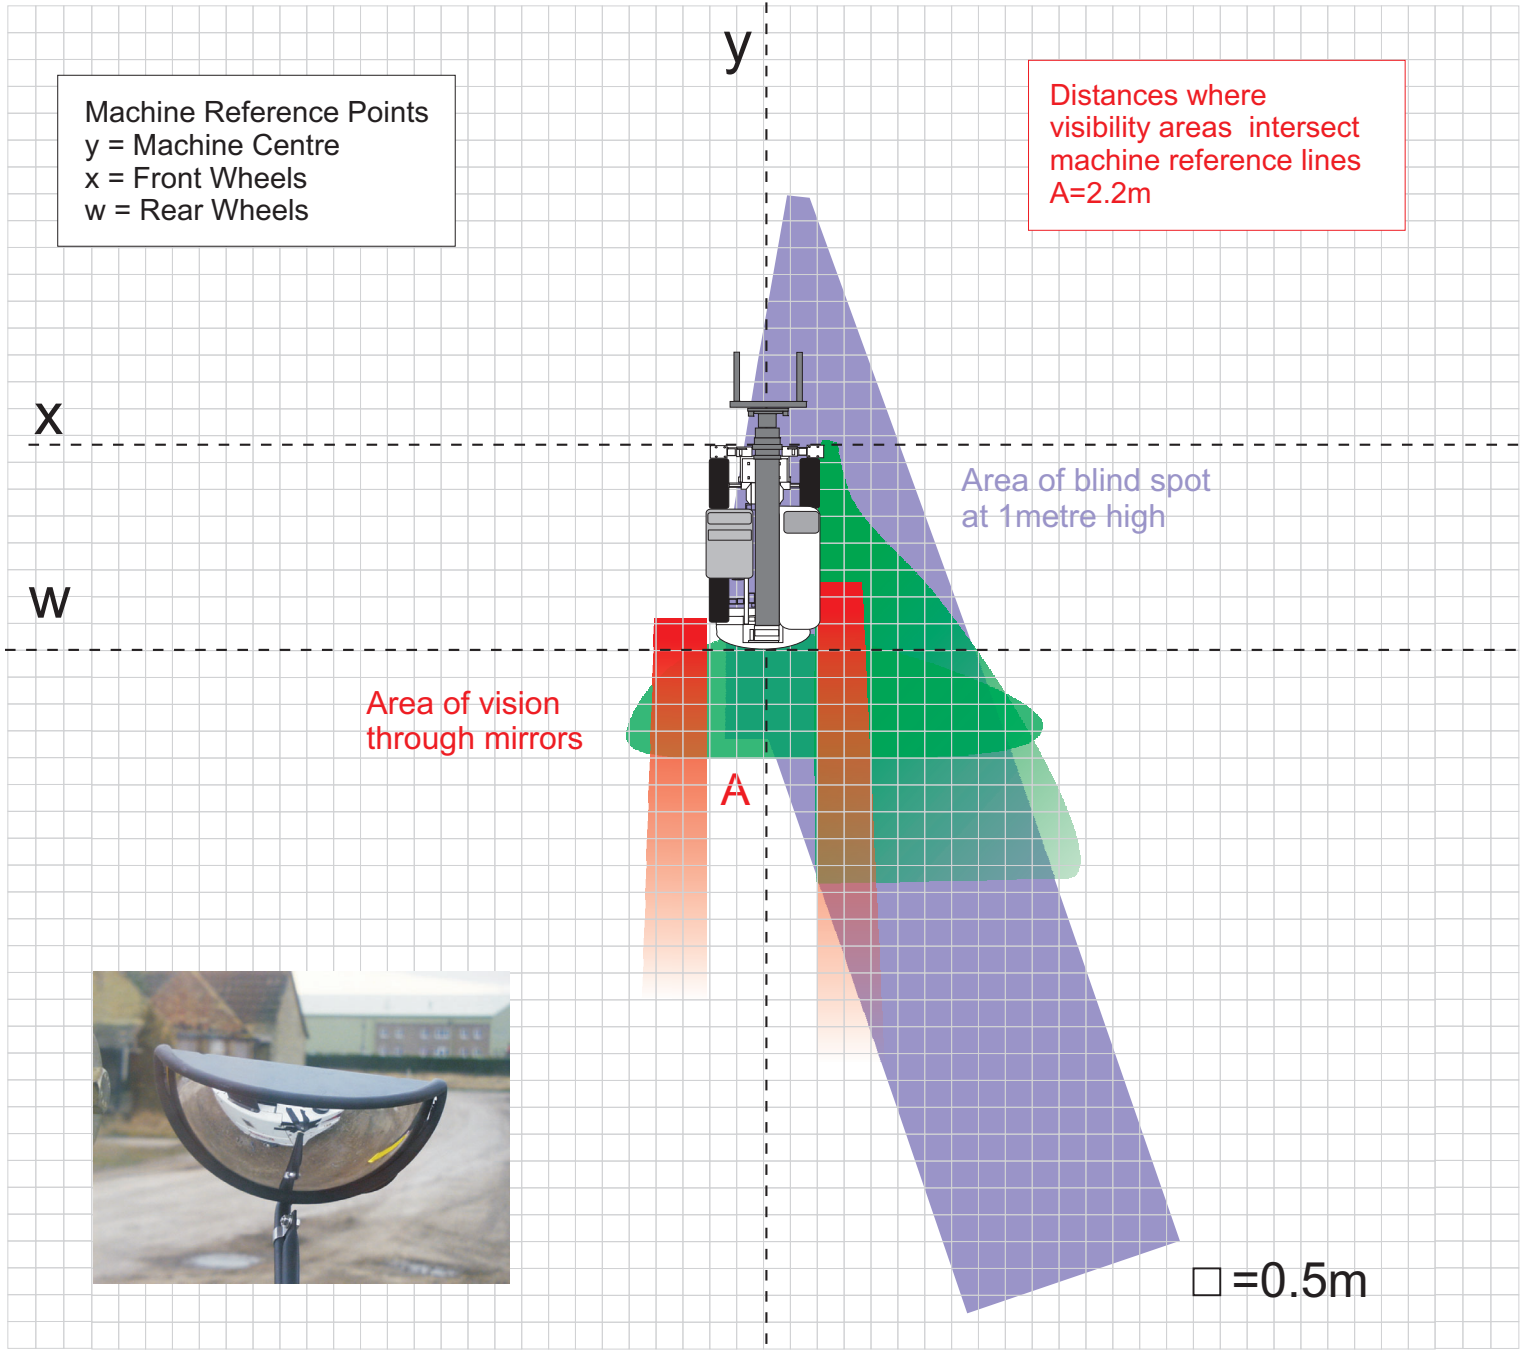 y
Machine Reference Points
y = Machine Centre
x = Front Wheels
w = Rear Wheels
Distances where
visibility areas intersect
machine reference lines
A=2.2m
x
Area of blind spot
at 1metre high
w
Area of vision
through mirrors
A
=0.5m